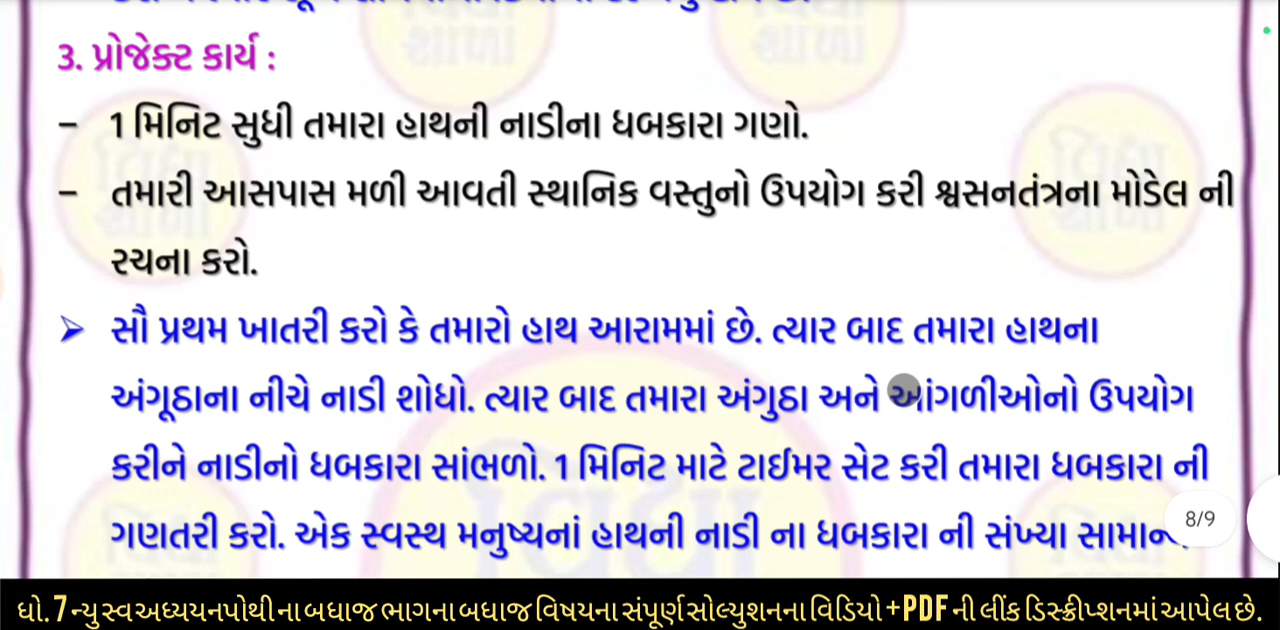 3. પ્રોજેક્ટ કાર્ય :
– 1 મિનિટ સુધી તમારા હાથની નાડીના ધબકારા ગણો.
– તમારી આસપાસ મળી આવતી સ્થાનિક વસ્તુનો ઉપયોગ કરી શ્વસનતંત્રના મોડેલ ની
રચના કરો.
➢ સૌ પ્રથમ ખાતરી કરો કે તમારો હાથ આરામમાં છે. ત્યાર બાદ તમારા હાથના
અંગૂઠાના નીચે નાડી શોધો. ત્યાર બાદ તમારા અંગુઠા અને આંગળીઓનો ઉપયોગ
કરીને નાડીનો ધબકારા સાંભળો. 1 મિનિટ માટે ટાઈમર સેટ કરી તમારા ધબકારા ની
ગણતરી કરો. એક સ્વસ્થ મનુષ્યનાં હાથની નાડી ના ધબકારા ની સંખ્યા
8/9
ધો. 7 ન્યુ સ્વઅધ્યયનપોથી ના બધાજ ભાગના બધાજ વિષયના સંપૂર્ણ સોલ્યુશનના વિડિયો + PDF ની લીંક ડિસ્ક્રીપ્શનમાં આપેલ છે.